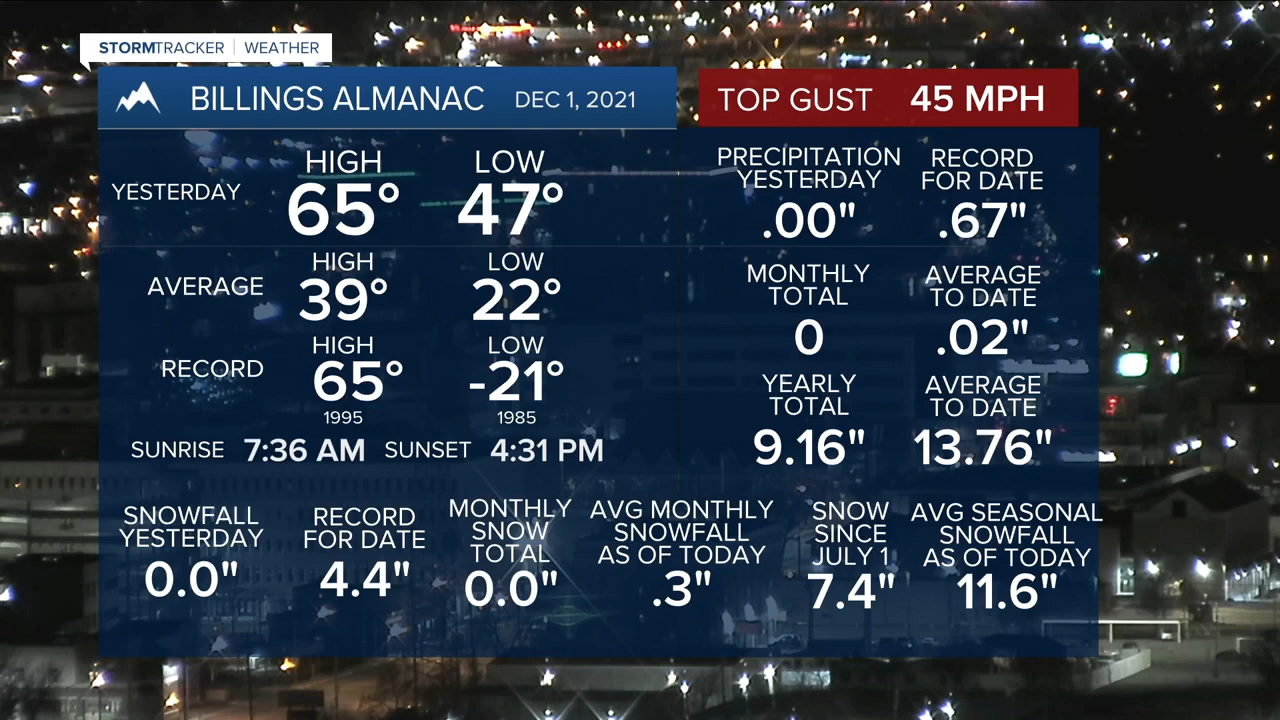 STORMTRACKER | WEATHER
BILLINGS ALMANAC DEC 1, 2021
TOP GUST 45 MPH
HIGH LOW
YESTERDAY 65° 47°
HIGH LOW
AVERAGE 39° 22°
HIGH LOW
RECORD 65° -21°
1995 1985
SUNRISE 7:36 AM SUNSET 4:31 PM
PRECIPITATION
YESTERDAY
.00"
RECORD
FOR DATE
.67"
MONTHLY
TOTAL
0
AVERAGE
TO DATE
.02"
YEARLY
TOTAL
9.16"
AVERAGE
TO DATE
13.76"
SNOWFALL
YESTERDAY
0.0"
RECORD
FOR DATE
4.4"
MONTHLY
SNOW
TOTAL
0.0"
AVG MONTHLY
SNOWFALL
AS OF TODAY
.3"
SNOW
SINCE
JULY 1
7.4"
AVG SEASONAL
SNOWFALL
AS OF TODAY
11.6"